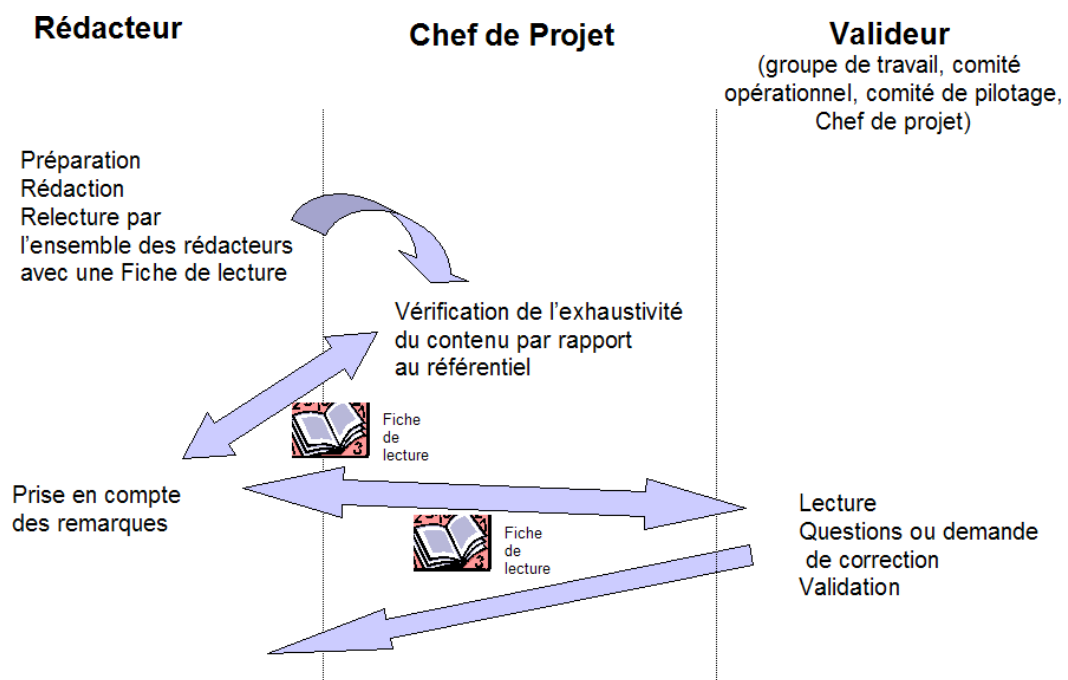 Rédacteur
Chef de Projet
Valideur
(groupe de travail, comité
opérationnel, comité de pilotage,
Chef de projet)
Préparation
Rédaction
Relecture par
l'ensemble des rédacteurs
avec une Fiche de lecture
Vérification de l'exhaustivité
du contenu par rapport
au référentiel
Fiche
de
lecture
Prise en compte
des remarques
Lecture
Questions ou demande
de correction
Validation
Fiche
de
lecture